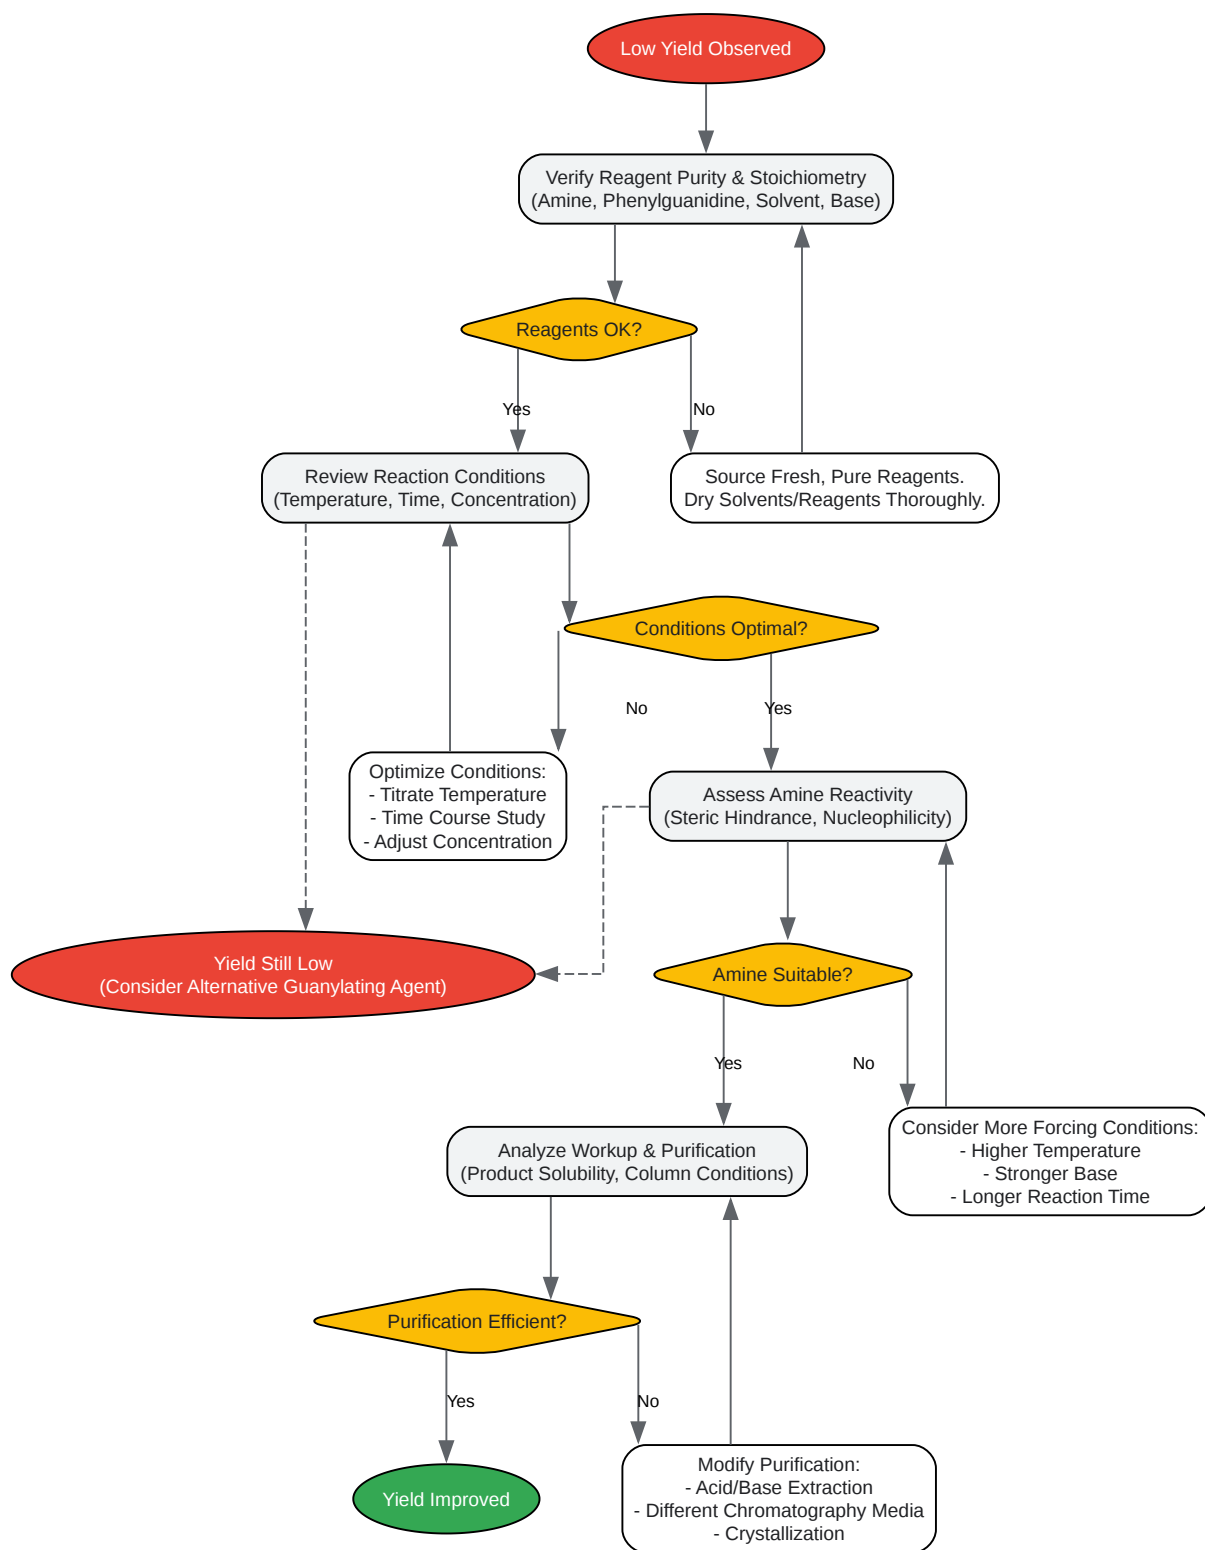 Low Yield Observed
Verify Reagent Purity & Stoichiometry
(Amine, Phenylguanidine, Solvent, Base)
Reagents OK?
Yes
No
Review Reaction Conditions
(Temperature, Time, Concentration)
Source Fresh, Pure Reagents.
Dry Solvents/Reagents Thoroughly.
Conditions Optimal?
No
Yes
Optimize Conditions:
- Titrate Temperature
- Time Course Study
- Adjust Concentration
Assess Amine Reactivity
(Steric Hindrance, Nucleophilicity)
Yield Still Low
(Consider Alternative Guanylating Agent)
Amine Suitable?
Yes
No
Analyze Workup & Purification
(Product Solubility, Column Conditions)
Consider More Forcing Conditions:
- Higher Temperature
- Stronger Base
- Longer Reaction Time
Purification Efficient?
Yes
No
Yield Improved
Modify Purification:
- Acid/Base Extraction
- Different Chromatography Media
- Crystallization